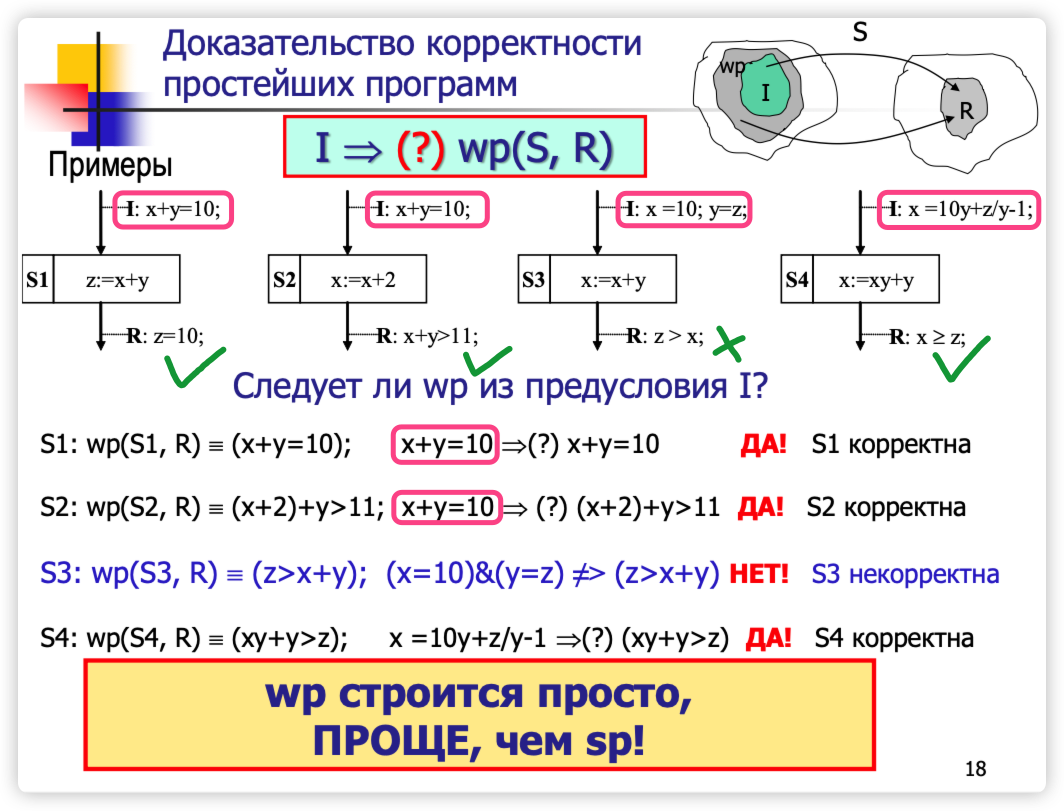 Доказательство корректности
простейших программ
S
wp
I
R
I ⇒ (?) wp(S, R)
Примеры
I: x+y=10;
I: x+y=10;
I: x =10; y=z;
I: x =10y+z/y-1;
S1 z:=x+y
S2 x:=x+2
S3 x:=x+y
S4 x:=xy+y
R: z=10;
R: x+y>11;
R: z > x;
R: x ≥ z;
Следует ли wp из предусловия I?
S1: wp(S1, R) ≡ (x+y=10); x+y=10 ⇒(?) x+y=10 ДА! S1 корректна
S2: wp(S2, R) ≡ (x+2)+y>11; x+y=10 ⇒ (?) (x+2)+y>11 ДА! S2 корректна
S3: wp(S3, R) ≡ (z>x+y); (x=10)&(y=z) ≠> (z>x+y) НЕТ! S3 некорректна
S4: wp(S4, R) ≡ (xy+y>z); x =10y+z/y-1 ⇒(?) (xy+y>z) ДА! S4 корректна
wp строится просто,
ПРОЩЕ, чем sp!
18